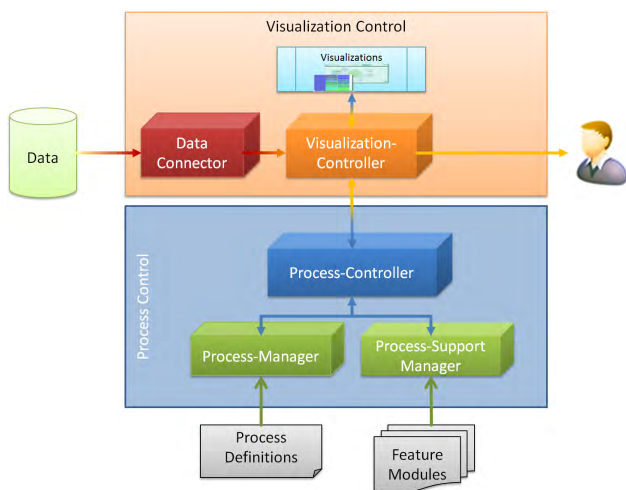 Visualization Control
Visualizations
Data
Data
Connector
Visualization-
Controller
Process Control
Process-Controller
Process-Manager
Process-Support
Manager
Process
Definitions
Feature
Modules